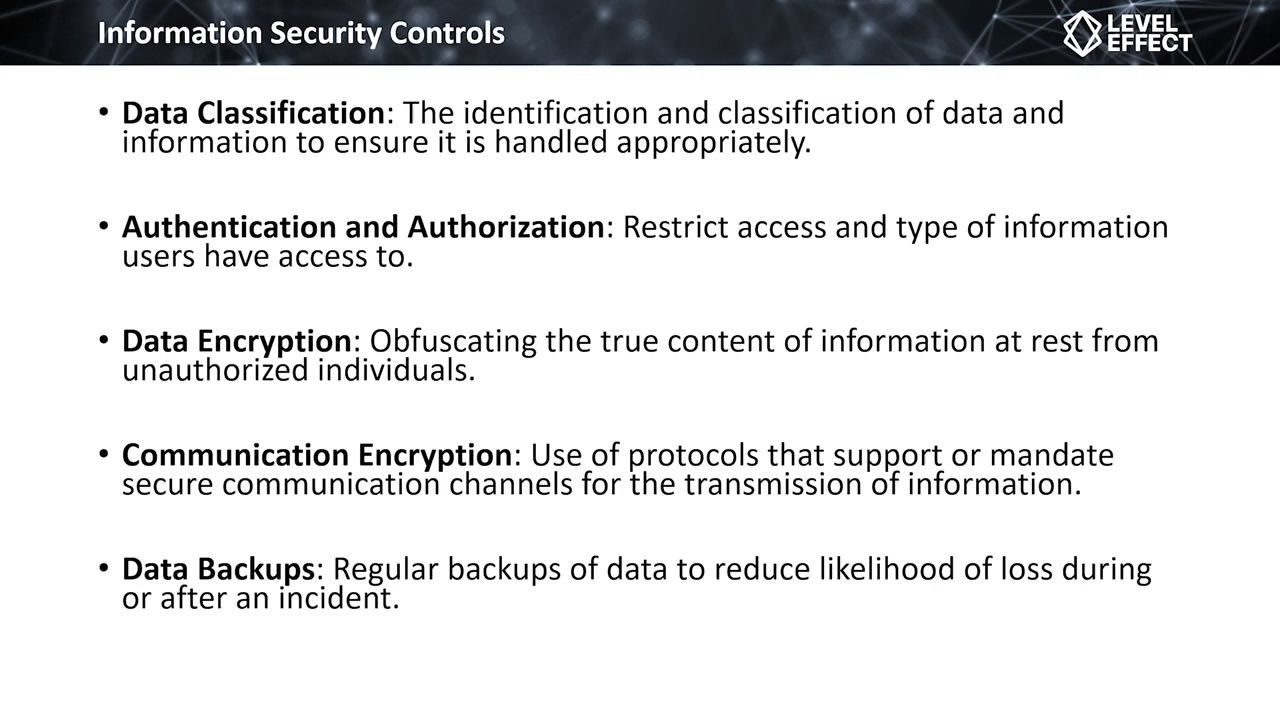 Information Security Controls
LEVEL
EFFECT
• Data Classification: The identification and classification of data and
information to ensure it is handled appropriately.
• Authentication and Authorization: Restrict access and type of information
users have access to.
• Data Encryption: Obfuscating the true content of information at rest from
unauthorized individuals.
• Communication Encryption: Use of protocols that support or mandate
secure communication channels for the transmission of information.
• Data Backups: Regular backups of data to reduce likelihood of loss during
or after an incident.